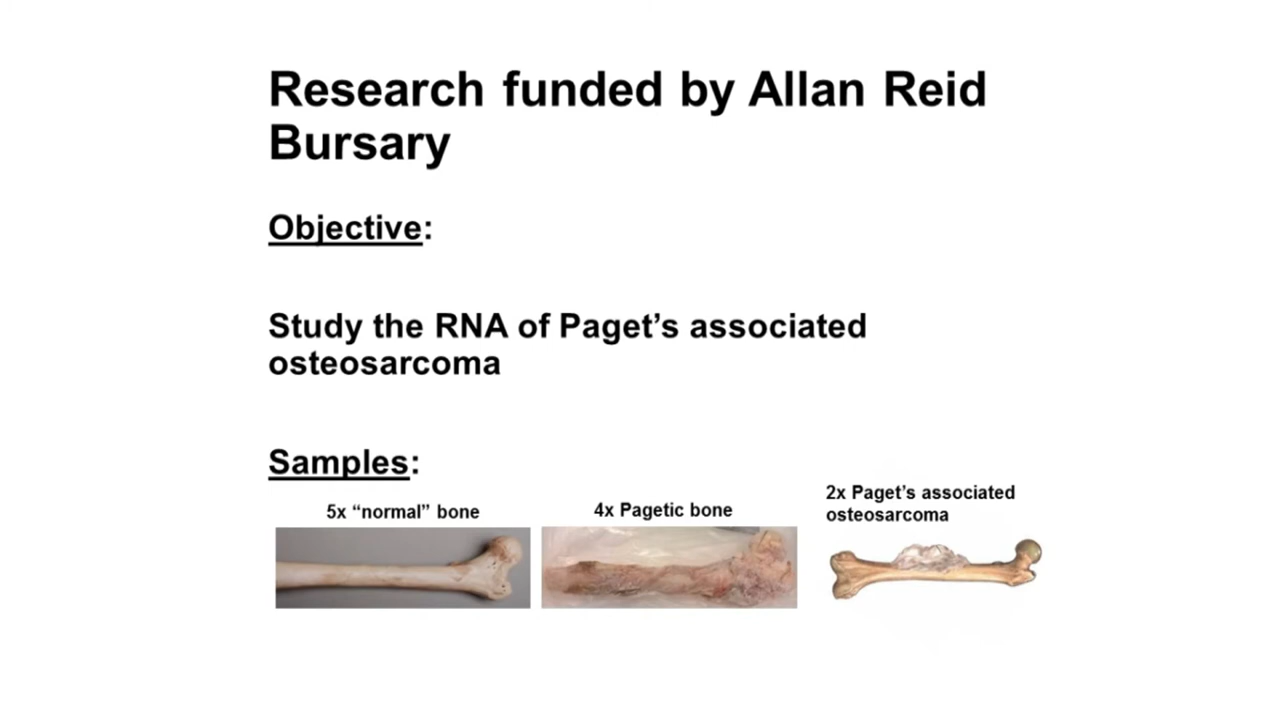 Research funded by Allan Reid
Bursary
Objective:
Study the RNA of Paget’s associated
osteosarcoma
Samples:
5x “normal” bone
4x Pagetic bone
2x Paget’s associated
osteosarcoma